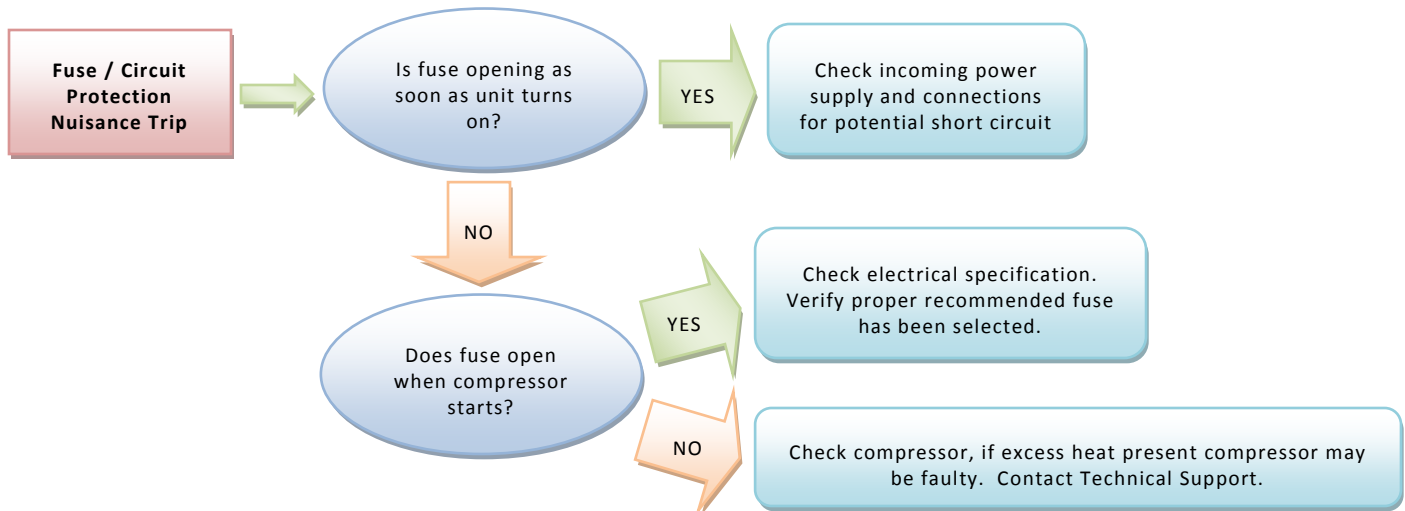 Fuse / Circuit
Protection
Nuisance Trip
Is fuse opening as
soon as unit turns
on?
YES
Check incoming power
supply and connections
for potential short circuit
NO
Does fuse open
when compressor
starts?
YES
Check electrical specification.
Verify proper recommended fuse
has been selected.
NO
Check compressor, if excess heat present compressor may
be faulty.  Contact Technical Support.